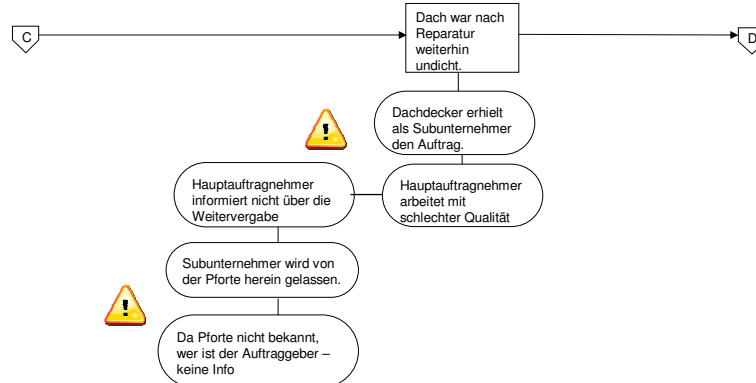 C
Dach war nach
Reparatur
weiterhin
undicht.
D
Dachdecker erhielt
als Subunternehmer
den Auftrag.
Hauptauftragnehmer
informiert nicht über die
Weitervergabe
Hauptauftragnehmer
arbeitet mit
schlechter Qualität
Subunternehmer wird von
der Pforte herein gelassen.
Da Pforte nicht bekannt,
wer ist der Auftraggeber –
keine Info